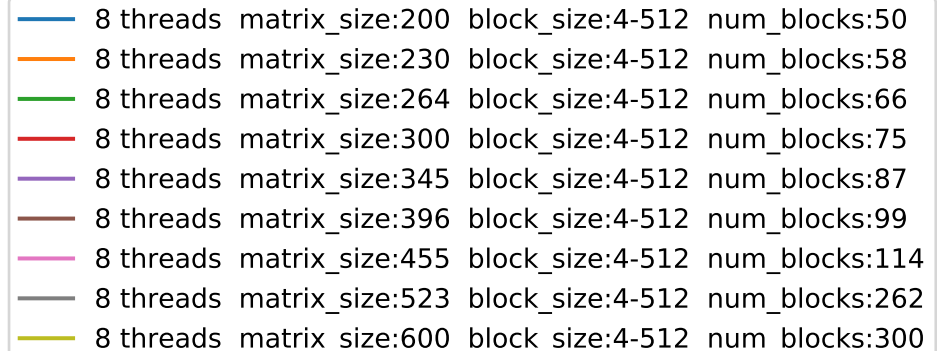 8 threads  matrix_size:200  block_size:4-512  num_blocks:50
8 threads  matrix_size:230  block_size:4-512  num_blocks:58
8 threads  matrix_size:264  block_size:4-512  num_blocks:66
8 threads  matrix_size:300  block_size:4-512  num_blocks:75
8 threads  matrix_size:345  block_size:4-512  num_blocks:87
8 threads  matrix_size:396  block_size:4-512  num_blocks:99
8 threads  matrix_size:455  block_size:4-512  num_blocks:114
8 threads  matrix_size:523  block_size:4-512  num_blocks:262
8 threads  matrix_size:600  block_size:4-512  num_blocks:300